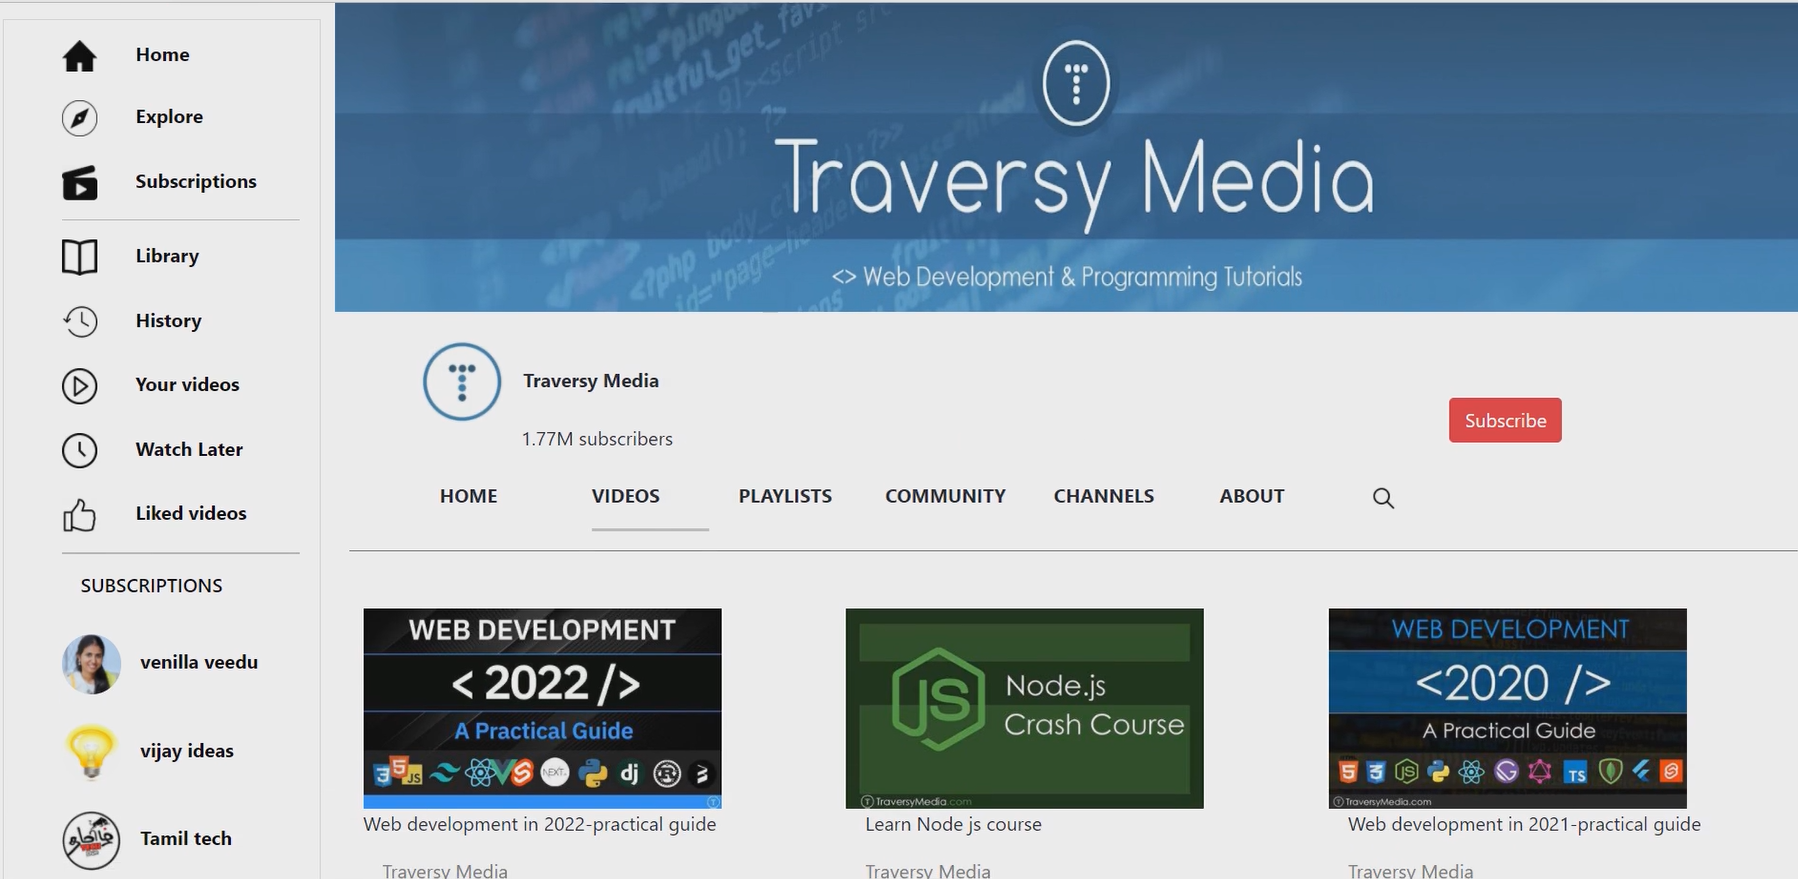 Home
Explore
Subscriptions
Library
History
Your videos
Watch Later
Liked videos
SUBSCRIPTIONS
venilla veedu
vijay ideas
Tamil tech
Traversy Media
<> Web Development & Programming Tutorials
Traversy Media
1.77M subscribers
Subscribe
HOME VIDEOS PLAYLISTS COMMUNITY CHANNELS ABOUT
WEB DEVELOPMENT
< 2022 />
A Practical Guide
Web development in 2022-practical guide
Traversy Media
JS
Node.js
Crash Course
TraversyMedia.com
Learn Node js course
Traversy Media
WEB DEVELOPMENT
<2020 />
A Practical Guide
TS
TraversyMedia.com
Web development in 2021-practical guide
Traversy Media